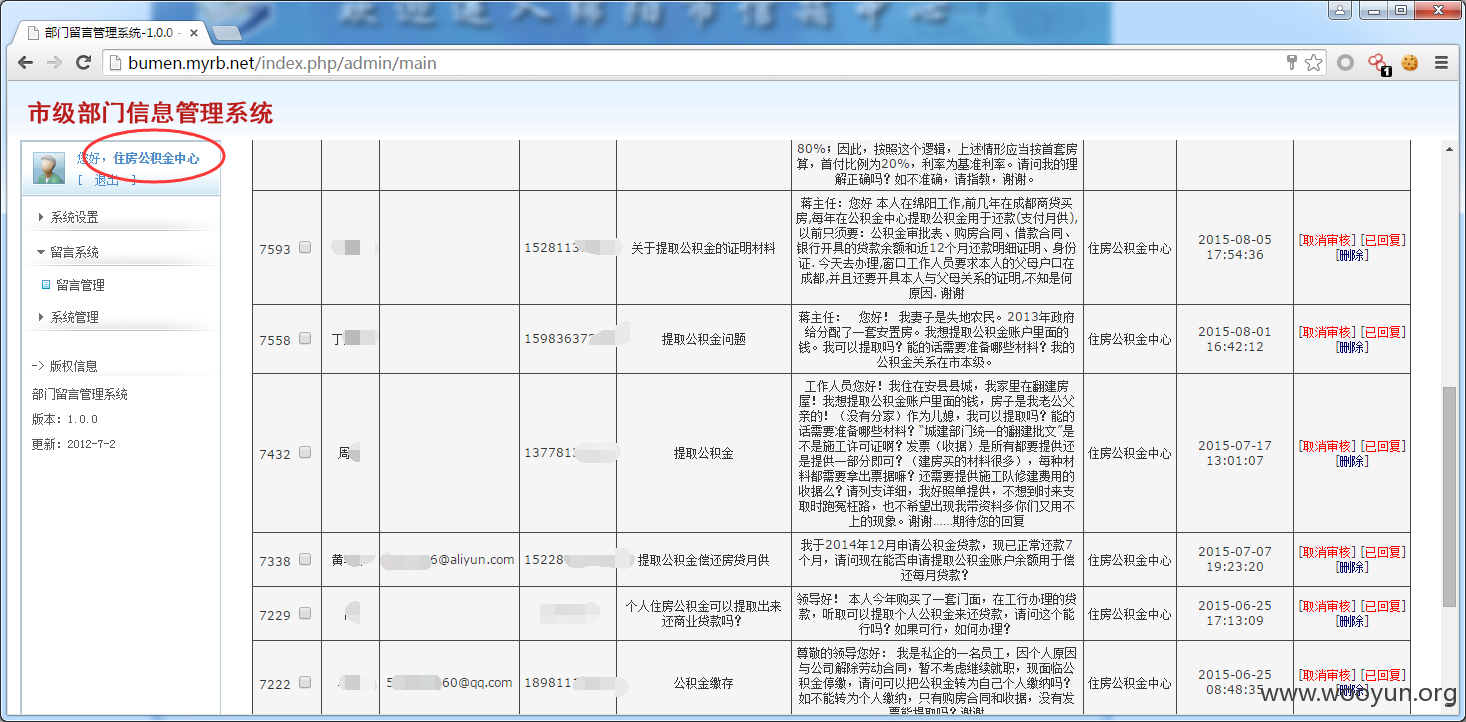 欢迎进入绵阳市信息中心
部门留言管理系统-1.0.0 -
bumen.myrb.net/index.php/admin/main
1
市级部门信息管理系统
您好，住房公积金中心
[ 退出 ]
系统设置
留言系统
留言管理
系统管理
-> 版权信息
部门留言管理系统
版本：1.0.0
更新：2012-7-2
80%；因此，按照这个逻辑，上述情形应当按首套房
算，首付比例为20%，利率为基准利率。请问我的理
解正确吗？如不准确，请指教，谢谢。
7593
1528113
关于提取公积金的证明材料
蒋主任：您好 本人在绵阳工作,前几年在成都商贷买
房,每年在公积金中心提取公积金用于还款(支付月供),
以前只须要：公积金审批表、购房合同、借款合同、
银行开具的贷款余额和近12个月还款明细证明、身份
证. 今天去办理,窗口工作人员要求本人的父母户口在
成都,并且还要开具本人与父母关系的证明,不知是何
原因. 谢谢
住房公积金中心
2015-08-05
17:54:36
[取消审核] [已回复]
[删除]
7558
丁
15983637
提取公积金问题
蒋主任： 您好！ 我妻子是失地农民。2013年政府
给分配了一套安置房。我想提取公积金账户里面的
钱。我可以提取吗？能的话需要准备哪些材料？我的
公积金关系在市本级。
住房公积金中心
2015-08-01
16:42:12
[取消审核] [已回复]
[删除]
7432
周
137781
提取公积金
工作人员您好！我住在安县县城，我家里在翻建房
屋！我想提取公积金账户里面的钱，房子是我老公父
亲的！（没有分家）作为儿媳，我可以提取吗？能的
话需要准备哪些材料？“城建部门统一的翻建批文”是
不是施工许可证啊？发票（收据）是所有都要提供还
是提供一部分即可？（建房买的材料很多），每种材
料都需要拿出票据嘛？还需要提供施工队修建费用的
收据么？请列支详细，我好照单提供，不想到时来支
取时跑冤枉路，也不希望出现我带资料多你们又用不
上的现象。谢谢……期待您的回复
住房公积金中心
2015-07-17
13:01:07
[取消审核] [已回复]
[删除]
7338
黄
6@aliyun.com
15228
提取公积金偿还房贷月供
我于2014年12月申请公积金贷款，现已正常还款7
个月，请问现在能否申请提取公积金账户余额用于偿
还每月贷款？
住房公积金中心
2015-07-07
19:23:20
[取消审核] [已回复]
[删除]
7229
个人住房公积金可以提取出来
还商业贷款吗？
领导好！ 本人今年购买了一套门面，在工行办理的贷
款，听取可以提取个人公积金来还贷款，请问这个能
行吗？如果可行，如何办理？
住房公积金中心
2015-06-25
17:13:09
[取消审核] [已回复]
[删除]
7222
5
60@qq.com
189811
公积金缴存
尊敬的领导您好： 我是私企的一名员工，因个人原因
与公司解除劳动合同，暂不考虑继续就职，现面临公
积金停缴，请问可以把公积金转为自己个人缴纳吗？
如不能转为个人缴纳，只有购房合同和收据，没有发
票能提取吗？谢谢
住房公积金中心
2015-06-25
08:48:35
[取消审核] [已回复]
[删除]
www.wooyun.org